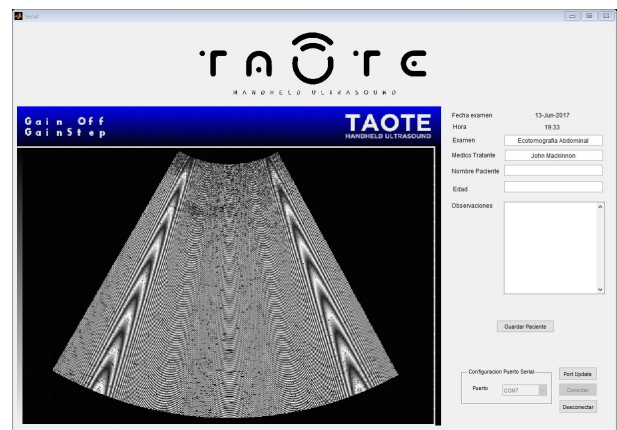 Serial
TAOTE
HANDHELD ULTRASOUND
Gain Off
GainStep
TAOTE
HANDHELD ULTRASOUND
Fecha examen 13-Jun-2017
Hora 19:33
Examen Ecotomografia Abdominal
Medico Tratante John Mackinnon
Nombre Paciente
Edad
Observaciones
Guardar Paciente
Configuracion Puerto Serial
Puerto COM7
Port Update
Conectar
Desconectar